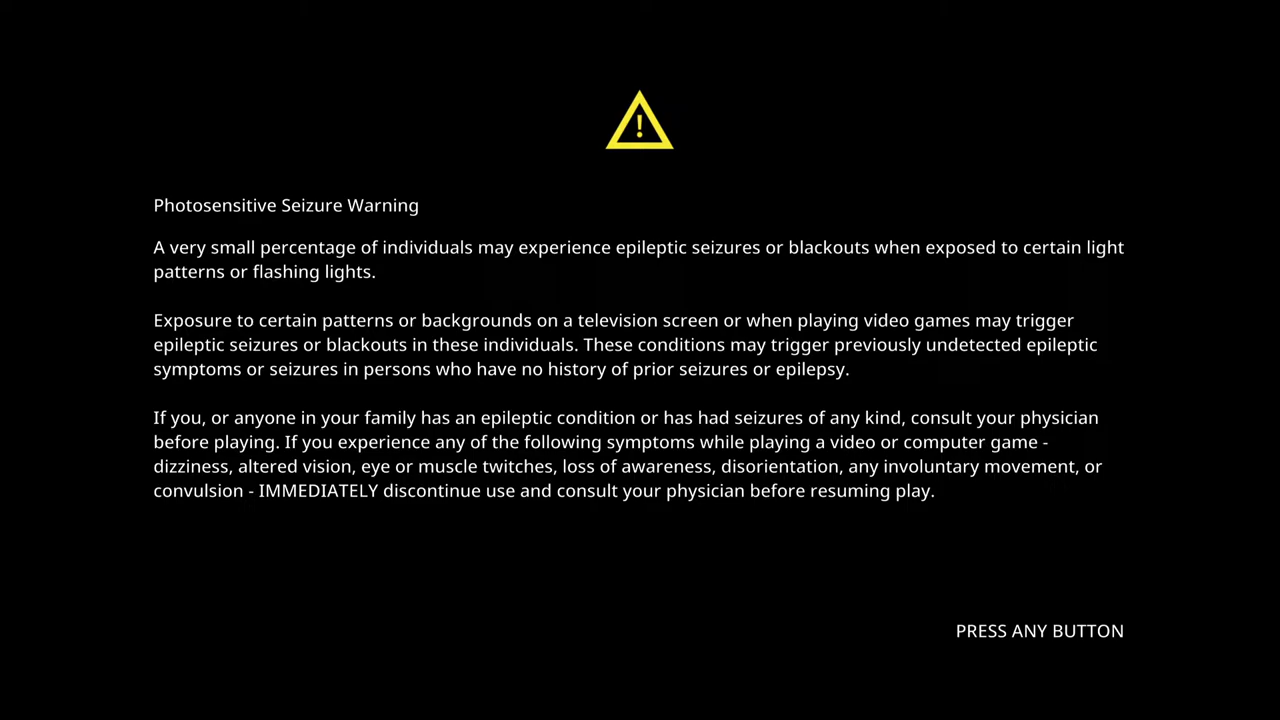 !
Photosensitive Seizure Warning
A very small percentage of individuals may experience epileptic seizures or blackouts when exposed to certain light
patterns or flashing lights.
Exposure to certain patterns or backgrounds on a television screen or when playing video games may trigger
epileptic seizures or blackouts in these individuals. These conditions may trigger previously undetected epileptic
symptoms or seizures in persons who have no history of prior seizures or epilepsy.
If you, or anyone in your family has an epileptic condition or has had seizures of any kind, consult your physician
before playing. If you experience any of the following symptoms while playing a video or computer game -
dizziness, altered vision, eye or muscle twitches, loss of awareness, disorientation, any involuntary movement, or
convulsion - IMMEDIATELY discontinue use and consult your physician before resuming play.
PRESS ANY BUTTON